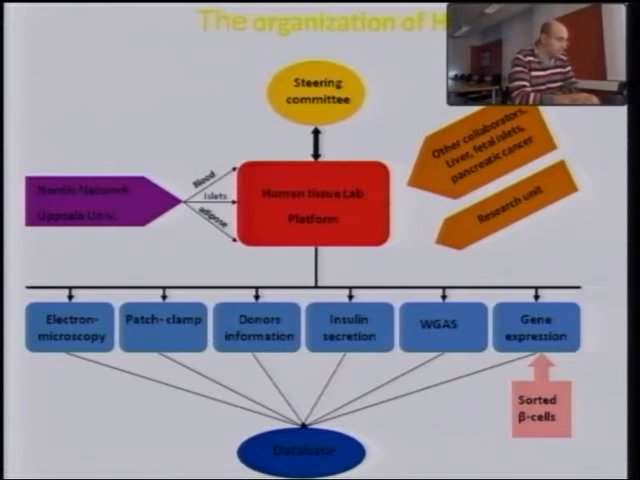 The organization of H
Steering
committee
Other collaborators,
Liver, fetal islets,
pancreatic cancer
Research unit
Nordic Network
Uppsala Univ.
Blood
Islets
adipose
Human tissue Lab
Platform
Electron-
microscopy
Patch- clamp
Donors
information
Insulin
secretion
WGAS
Gene
expression
Sorted
β-cells
Database